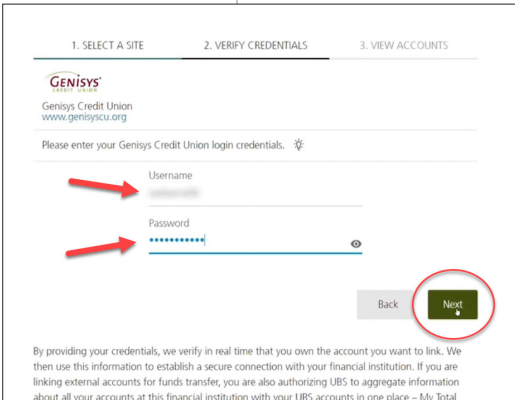 1. SELECT A SITE 2. VERIFY CREDENTIALS 3. VIEW ACCOUNTS
GENISYS
CREDIT UNION
Genisys Credit Union
www.genisyscu.org
Please enter your Genisys Credit Union login credentials.
Username
Password
Back Next
By providing your credentials, we verify in real time that you own the account you want to link. We
then use this information to establish a secure connection with your financial institution. If you are
linking external accounts for funds transfer, you are also authorizing UBS to aggregate information
about all your accounts at this financial institution with your UBS accounts in one place – My Total